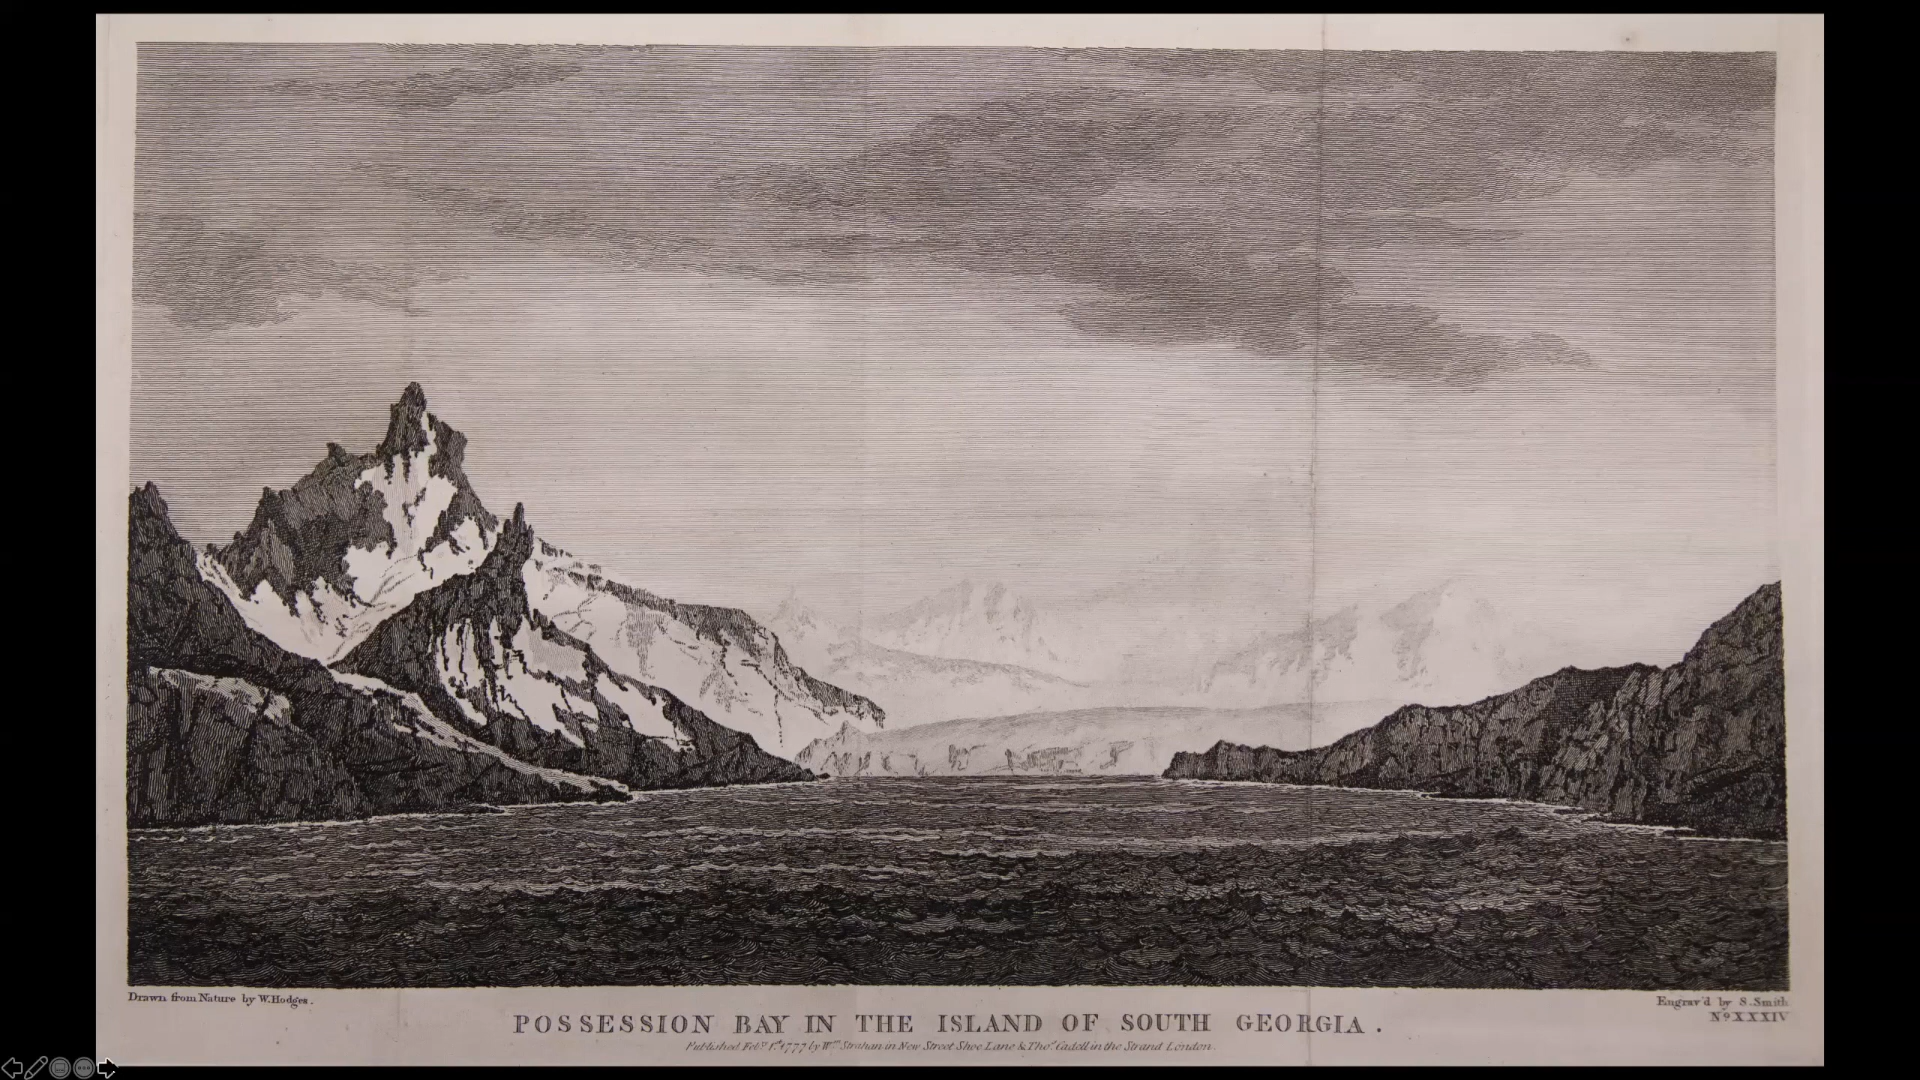 Drawn from Nature by W. Hodges.
Engrav'd by S. Smith
Nº XXXIV
POSSESSION BAY IN THE ISLAND OF SOUTH GEORGIA.
Published Febʸ 1ˢᵗ 1777 by Wᵐ Strahan in New Street Shoe Lane & Thoˢ Cadell in the Strand London.